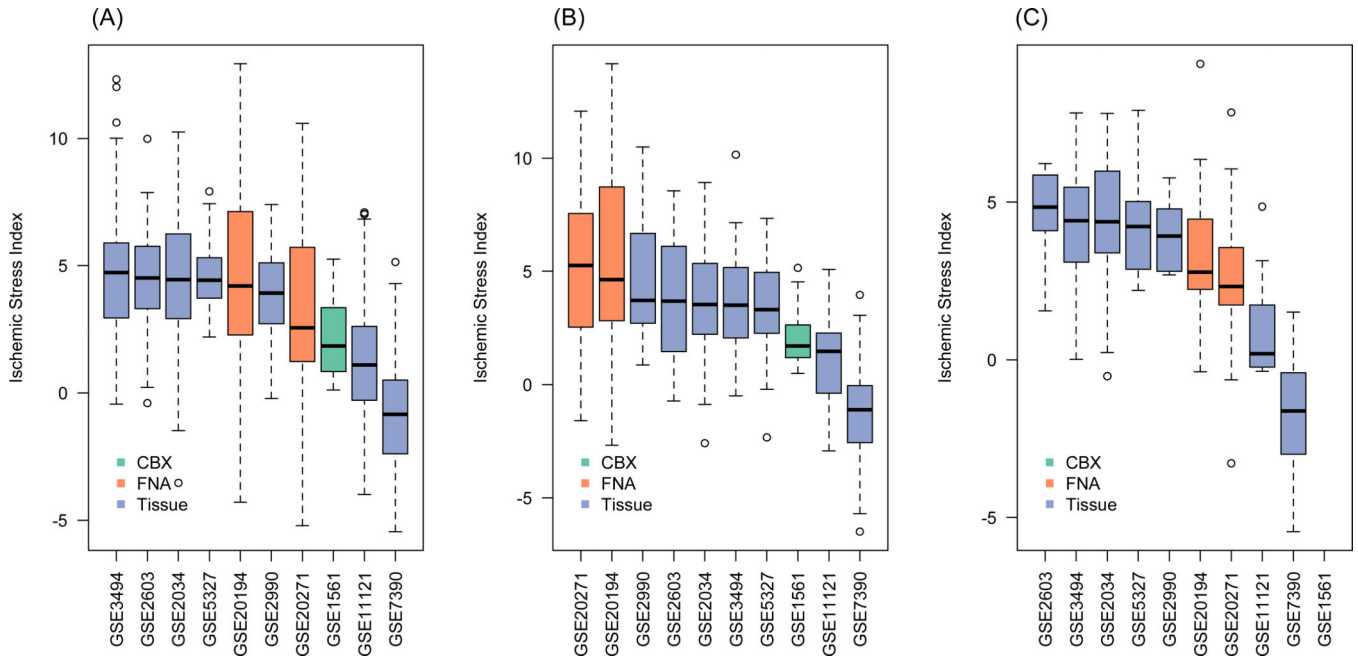 (A)
Ischemic Stress Index
10
5
0
-5
CBX
FNA
Tissue
GSE3494
GSE2603
GSE2034
GSE5327
GSE20194
GSE2990
GSE20271
GSE1561
GSE11121
GSE7390
(B)
Ischemic Stress Index
10
5
0
-5
CBX
FNA
Tissue
GSE20271
GSE20194
GSE2990
GSE2603
GSE2034
GSE3494
GSE5327
GSE1561
GSE11121
GSE7390
(C)
Ischemic Stress Index
5
0
-5
CBX
FNA
Tissue
GSE2603
GSE3494
GSE2034
GSE5327
GSE2990
GSE20194
GSE20271
GSE11121
GSE7390
GSE1561